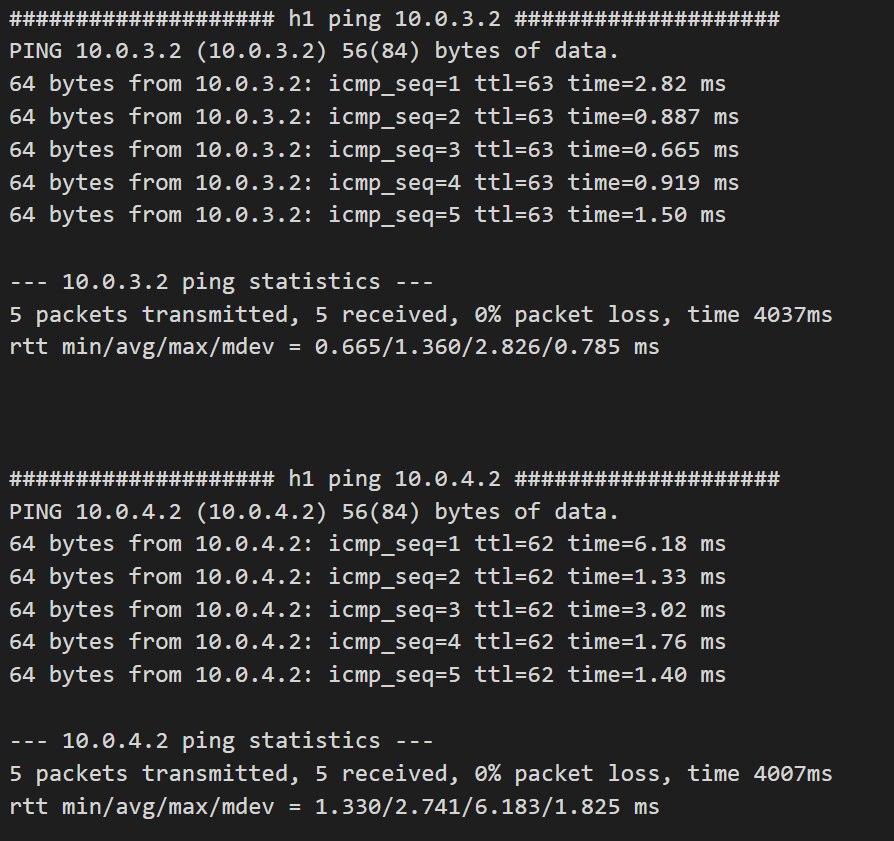 #################### h1 ping 10.0.3.2 ####################
PING 10.0.3.2 (10.0.3.2) 56(84) bytes of data.
64 bytes from 10.0.3.2: icmp_seq=1 ttl=63 time=2.82 ms
64 bytes from 10.0.3.2: icmp_seq=2 ttl=63 time=0.887 ms
64 bytes from 10.0.3.2: icmp_seq=3 ttl=63 time=0.665 ms
64 bytes from 10.0.3.2: icmp_seq=4 ttl=63 time=0.919 ms
64 bytes from 10.0.3.2: icmp_seq=5 ttl=63 time=1.50 ms
--- 10.0.3.2 ping statistics ---
5 packets transmitted, 5 received, 0% packet loss, time 4037ms
rtt min/avg/max/mdev = 0.665/1.360/2.826/0.785 ms
#################### h1 ping 10.0.4.2 ####################
PING 10.0.4.2 (10.0.4.2) 56(84) bytes of data.
64 bytes from 10.0.4.2: icmp_seq=1 ttl=62 time=6.18 ms
64 bytes from 10.0.4.2: icmp_seq=2 ttl=62 time=1.33 ms
64 bytes from 10.0.4.2: icmp_seq=3 ttl=62 time=3.02 ms
64 bytes from 10.0.4.2: icmp_seq=4 ttl=62 time=1.76 ms
64 bytes from 10.0.4.2: icmp_seq=5 ttl=62 time=1.40 ms
--- 10.0.4.2 ping statistics ---
5 packets transmitted, 5 received, 0% packet loss, time 4007ms
rtt min/avg/max/mdev = 1.330/2.741/6.183/1.825 ms